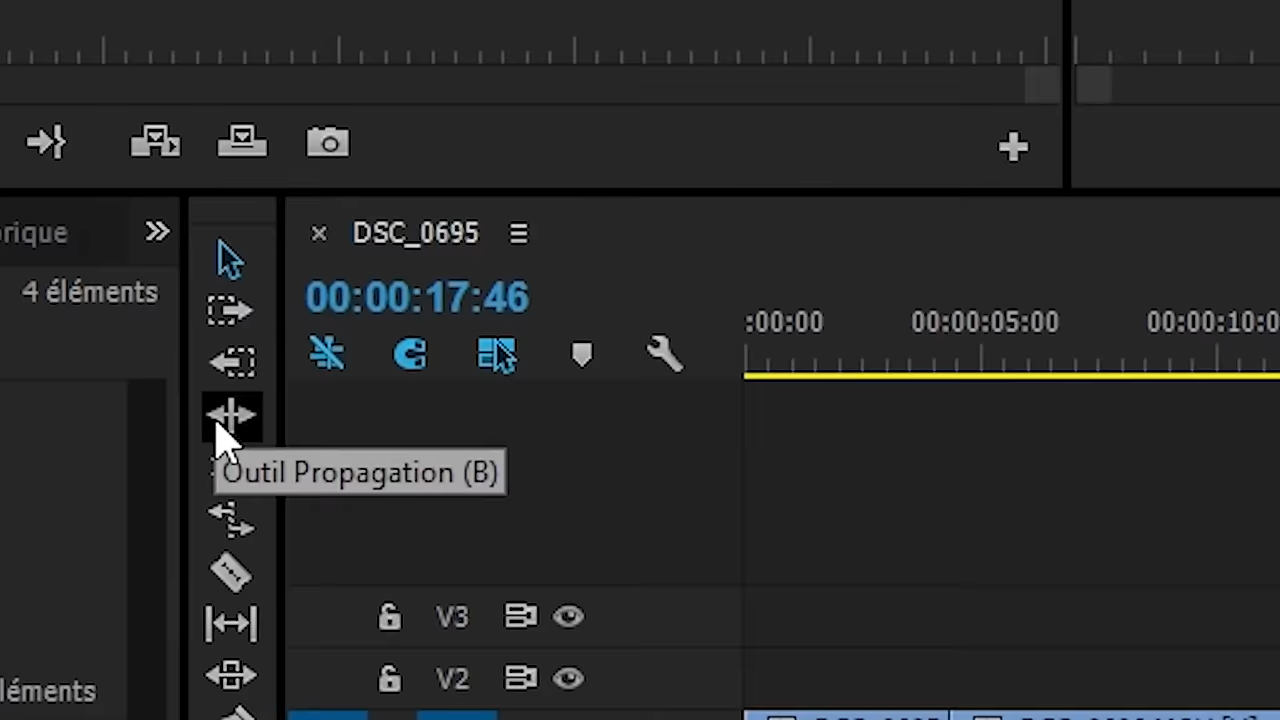 orique
4 éléments
× DSC_0695
00:00:17:46
:00:00 00:00:05:00 00:00:10:0
Outil Propagation (B)
V3
V2
léments